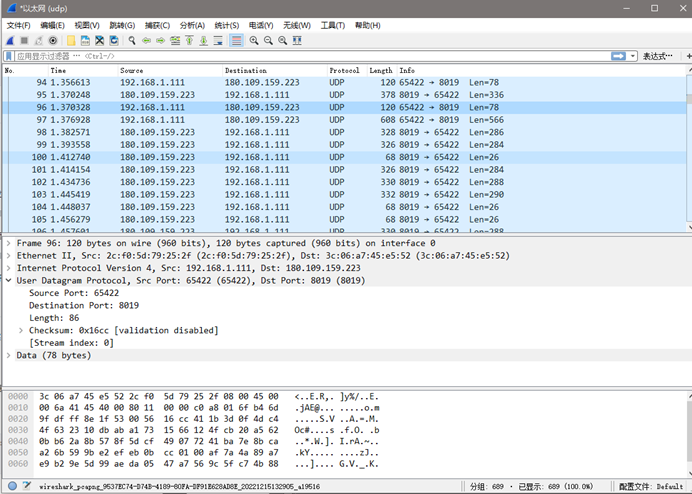 *以太网 (udp)
文件(F) 编辑(E) 视图(V) 跳转(G) 捕获(C) 分析(A) 统计(S) 电话(Y) 无线(W) 工具(T) 帮助(H)
应用显示过滤器 … <Ctrl-/> 表达式… +
No. Time Source Destination Protocol Length Info
94 1.356613 192.168.1.111 180.109.159.223 UDP 120 65422 → 8019 Len=78
95 1.370248 192.168.1.111 180.109.159.223 UDP 378 65422 → 8019 Len=336
96 1.370328 192.168.1.111 180.109.159.223 UDP 120 65422 → 8019 Len=78
97 1.376928 192.168.1.111 180.109.159.223 UDP 608 65422 → 8019 Len=566
98 1.382571 180.109.159.223 192.168.1.111 UDP 328 8019 → 65422 Len=286
99 1.393558 180.109.159.223 192.168.1.111 UDP 326 8019 → 65422 Len=284
100 1.412740 180.109.159.223 192.168.1.111 UDP 68 8019 → 65422 Len=26
101 1.414154 180.109.159.223 192.168.1.111 UDP 326 8019 → 65422 Len=284
102 1.434736 180.109.159.223 192.168.1.111 UDP 330 8019 → 65422 Len=288
103 1.445419 180.109.159.223 192.168.1.111 UDP 332 8019 → 65422 Len=290
104 1.448037 180.109.159.223 192.168.1.111 UDP 68 8019 → 65422 Len=26
105 1.456279 180.109.159.223 192.168.1.111 UDP 68 8019 → 65422 Len=26
106 1.457601 180.109.159.223 192.168.1.111 UDP 330 8019 → 65422 Len=288
Frame 96: 120 bytes on wire (960 bits), 120 bytes captured (960 bits) on interface 0
Ethernet II, Src: 2c:f0:5d:79:25:2f (2c:f0:5d:79:25:2f), Dst: 3c:06:a7:45:e5:52 (3c:06:a7:45:e5:52)
Internet Protocol Version 4, Src: 192.168.1.111, Dst: 180.109.159.223
User Datagram Protocol, Src Port: 65422 (65422), Dst Port: 8019 (8019)
Source Port: 65422
Destination Port: 8019
Length: 86
Checksum: 0x16cc [validation disabled]
[Stream index: 0]
Data (78 bytes)
0000 3c 06 a7 45 e5 52 2c f0 5d 79 25 2f 08 00 45 00 <..E.R,. ]y%/..E.
0010 00 6a 41 45 40 00 80 11 00 00 c0 a8 01 6f b4 6d .jAE@... .....o.m
0020 9f df ff 8e 1f 53 00 56 16 cc 41 1b 3d 0f 4d c4 .....S.V ..A.=.M.
0030 4f 63 23 10 db ab a1 73 15 66 12 4f cb 20 a5 62 Oc#....s .f.O. .b
0040 0b b6 2a 8b 57 8f 5d cf 49 07 72 41 ba 7e 8b ca ..*.W.]. I.rA.~..
0050 a2 6b 59 9b e2 ef eb 0b cc 01 00 af 7a 4a 89 a7 .kY..... ....zJ..
0060 e9 b2 9e 5d 99 ae da 05 47 a7 56 9c 5f c7 4b 88 ...].... G.V._.K.
wireshark_pcapng_9537EC74-D74B-4189-80FA-DF91E628AD8E_20221215132905_a19516 分组: 689 · 已显示: 689 (100.0%) 配置文件: Default